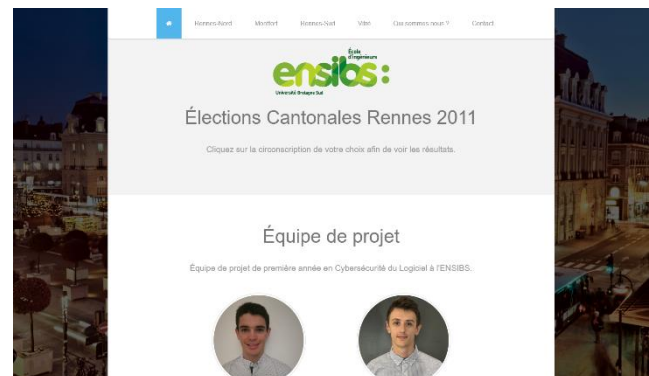 Rennes-Nord Montfort Rennes-Sud Vitré Qui sommes nous ? Contact
École
d'ingénieurs
ensibs:
Université Bretagne Sud
Élections Cantonales Rennes 2011
Cliquez sur la circonscription de votre choix afin de voir les résultats.
Équipe de projet
Équipe de projet de première année en Cybersécurité du Logiciel à l'ENSIBS.